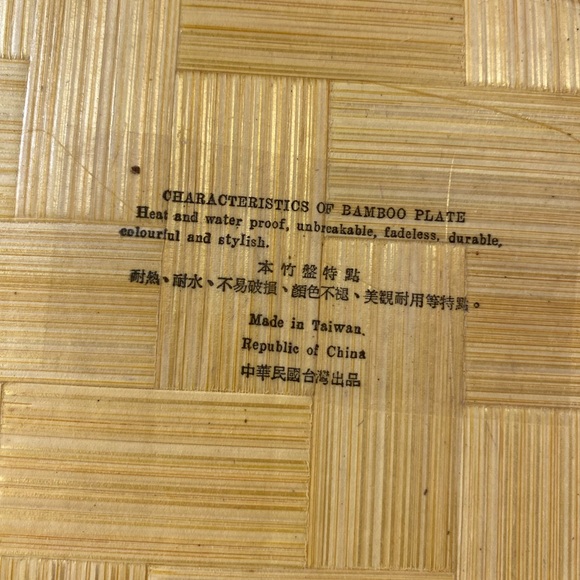 CHARACTERISTICS OF BAMBOO PLATE
Heat and water proof, unbreakable, fadeless, durable,
colourful and stylish.
本竹盤特點
耐熱、耐水、不易破損、顏色不褪、美觀耐用等特點。
Made in Taiwan,
Republic of China
中華民國台灣出品